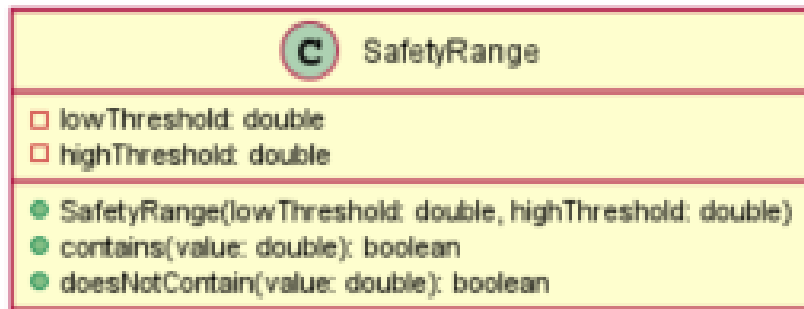 C SafetyRange
lowThreshold: double
highThreshold: double
SafetyRange(lowThreshold: double, highThreshold: double)
contains(value: double): boolean
doesNotContain(value: double): boolean